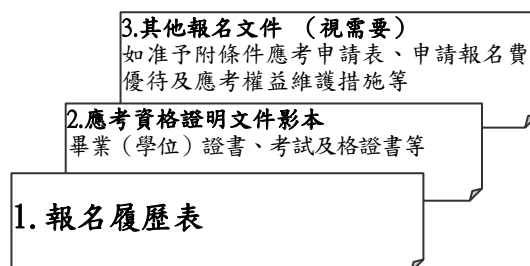 3.其他報名文件 （視需要）
如准予附條件應考申請表、申請報名費
優待及應考權益維護措施等
2.應考資格證明文件影本
畢業（學位）證書、考試及格證書等
1.報名履歷表